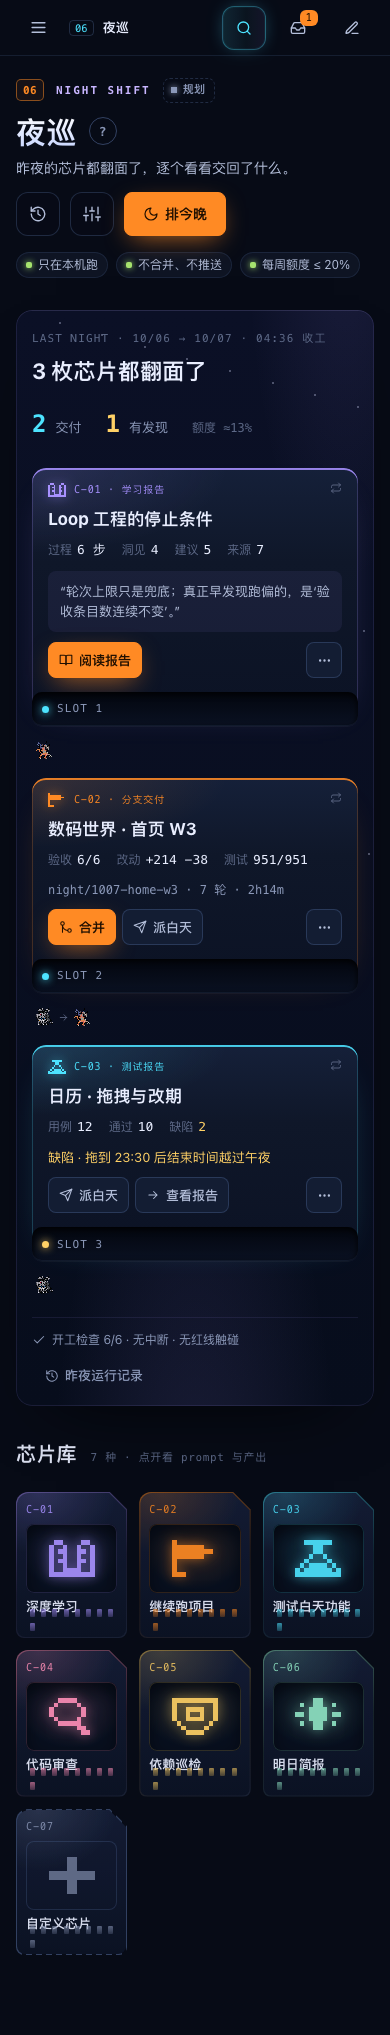 06 夜巡
1
06 NIGHT SHIFT 规划
夜巡 ?
昨夜的芯片都翻面了，逐个看看交回了什么。
排今晚
只在本机跑 不合并、不推送 每周额度 ≤ 20%
LAST NIGHT · 10/06 → 10/07 · 04:36 收工
3 枚芯片都翻面了
2 交付 1 有发现 额度 ≈13%
C-01 · 学习报告
Loop 工程的停止条件
过程 6 步 洞见 4 建议 5 来源 7
“轮次上限只是兜底；真正早发现跑偏的，是‘验
收条目数连续不变’。”
阅读报告 ···
SLOT 1
C-02 · 分支交付
数码世界 · 首页 W3
验收 6/6 改动 +214 −38 测试 951/951
night/1007-home-w3 · 7 轮 · 2h14m
合并 派白天 ···
SLOT 2
→
C-03 · 测试报告
日历 · 拖拽与改期
用例 12 通过 10 缺陷 2
缺陷 · 拖到 23:30 后结束时间越过午夜
派白天 查看报告 ···
SLOT 3
开工检查 6/6 · 无中断 · 无红线触碰
昨夜运行记录
芯片库 7 种 · 点开看 prompt 与产出
C-01 C-02 C-03
深度学习 继续跑项目 测试白天功能
C-04 C-05 C-06
代码审查 依赖巡检 明日简报
C-07
自定义芯片